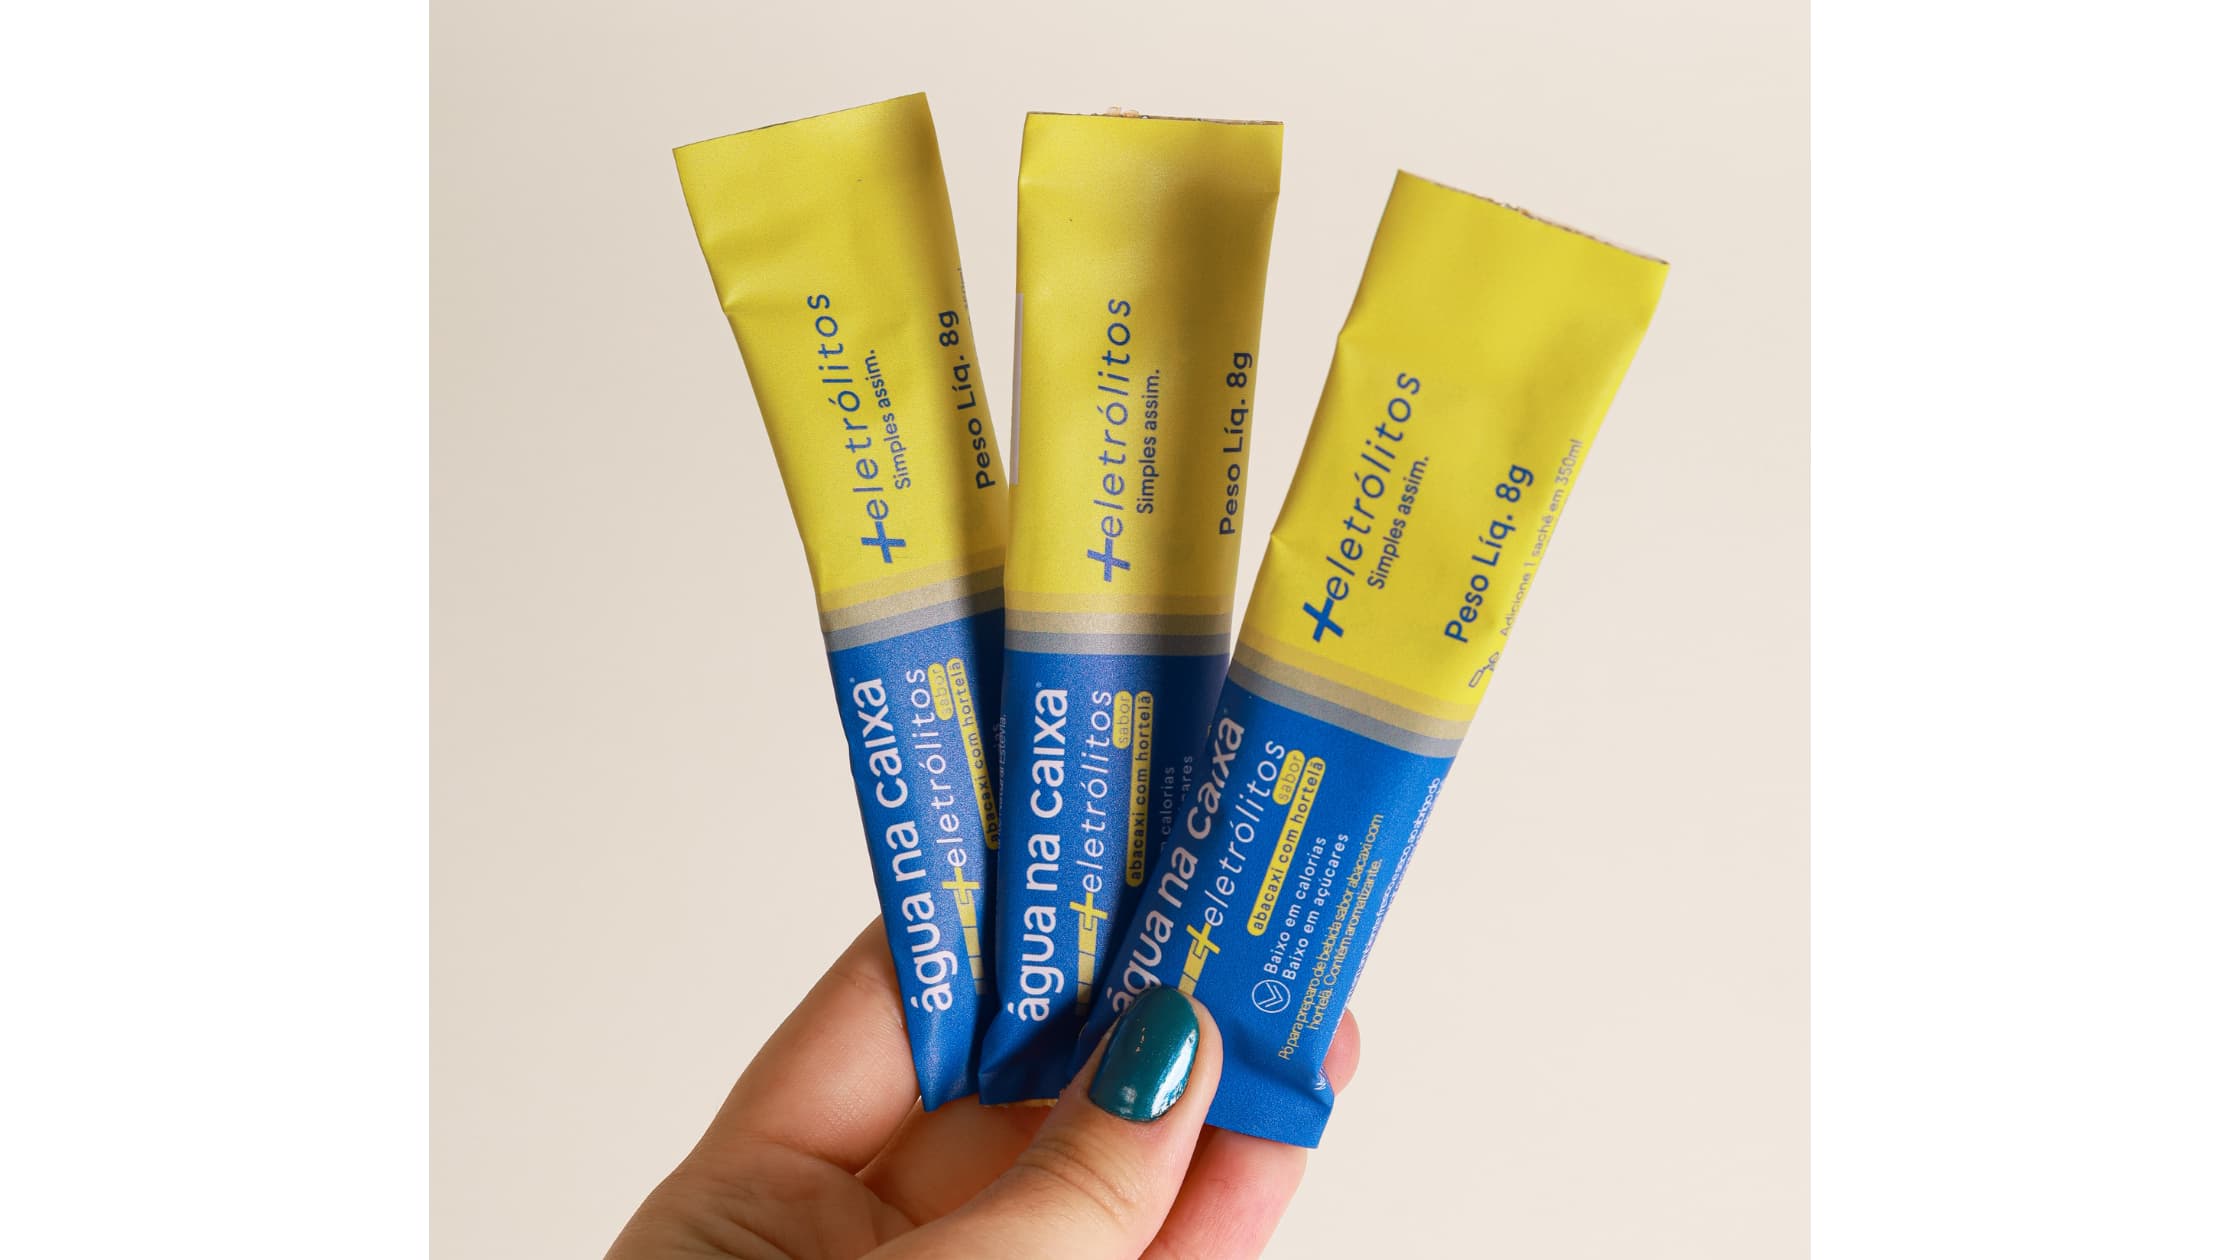 +eletrólitos
Simples assim.
Peso Líq. 8g
água na caixa
+eletrólitos
sabor
abacaxi com hortelã
+eletrólitos
Simples assim.
Peso Líq. 8g
água na caixa
+eletrólitos
sabor
abacaxi com hortelã
calorias
+eletrólitos
Simples assim.
Peso Líq. 8g
Adicione 1 sachê em 350ml
água na caixa
+eletrólitos
sabor
abacaxi com hortelã
Baixo em calorias
Baixo em açúcares
Pó para preparo de bebida sabor abacaxi com
hortelã. Contém aromatizante.